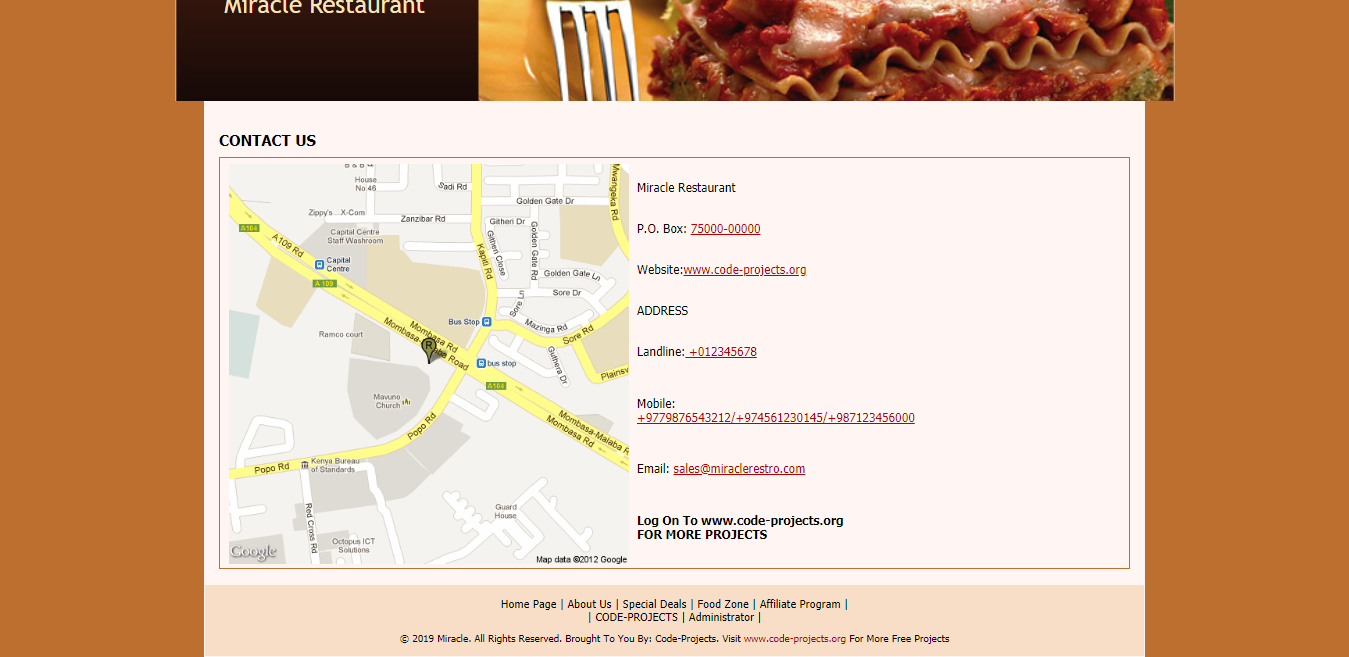 Miracle Restaurant
CONTACT US
B & B
House
No.46
Sadi Rd
Mwangeka Rd
Golden Gate Dr
Zippy's X-Com
Zanzibar Rd
Githeri Dr
A104
Capital Centre
Staff Washroom
A109 Rd
Githeri Close
Golden Gate Rd
Kapiti Rd
Capital
Centre
Golden Gate Ln
A 109
Sore Ln
Sore Dr
Bus Stop
Mazinga Rd
Mombasa Rd
Sore Rd
Ramco court
R
bus stop
Guthera Dr
Plainsv
A104
Mavuno
Church
Popo Rd
Mombasa-Malaba R
Mombasa Rd
Popo Rd
Kenya Bureau
of Standards
Red Cross Rd
Guard
House
Octopus ICT
Solutions
Google
Map data ©2012 Google
Miracle Restaurant
P.O. Box: 75000-00000
Website:www.code-projects.org
ADDRESS
Landline: +012345678
Mobile:
+9779876543212/+974561230145/+987123456000
Email: sales@miraclerestro.com
Log On To www.code-projects.org
FOR MORE PROJECTS
Home Page | About Us | Special Deals | Food Zone | Affiliate Program |
| CODE-PROJECTS | Administrator |
© 2019 Miracle. All Rights Reserved. Brought To You By: Code-Projects. Visit www.code-projects.org For More Free Projects